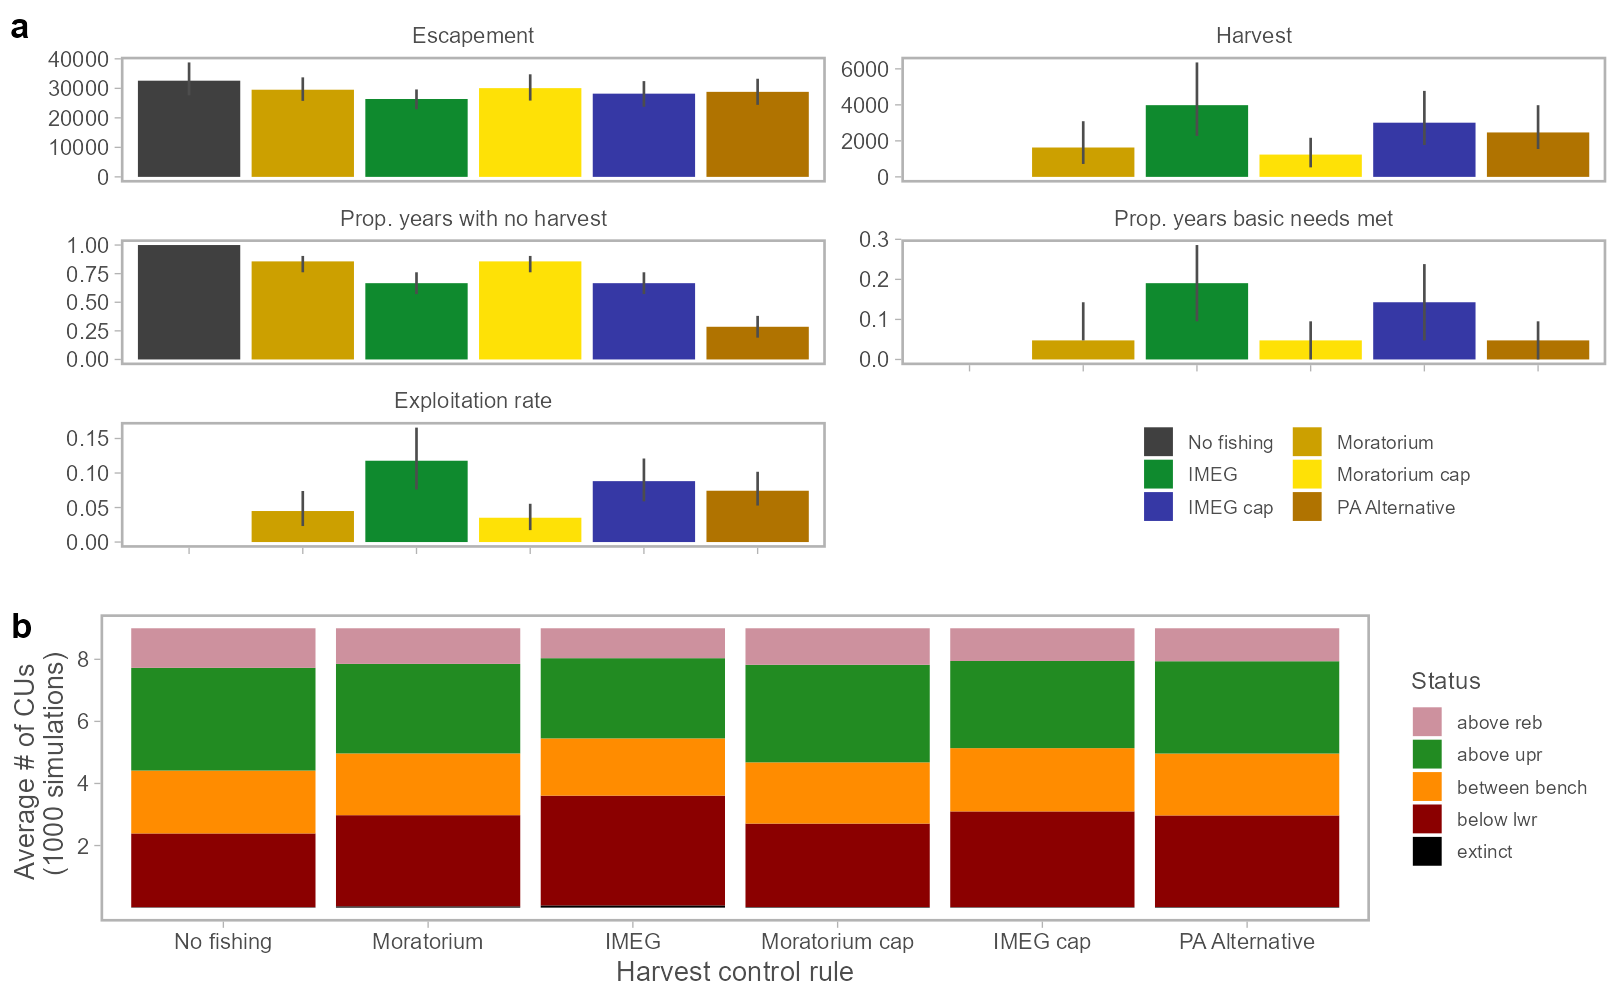 a
Escapement
40000
30000
20000
10000
0
Harvest
6000
4000
2000
0
Prop. years with no harvest
1.00
0.75
0.50
0.25
0.00
Prop. years basic needs met
0.3
0.2
0.1
0.0
Exploitation rate
0.15
0.10
0.05
0.00
No fishing
Moratorium
IMEG
Moratorium cap
IMEG cap
PA Alternative
b
Average # of CUs
(1000 simulations)
8
6
4
2
No fishing
Moratorium
IMEG
Moratorium cap
IMEG cap
PA Alternative
Harvest control rule
Status
above reb
above upr
between bench
below lwr
extinct